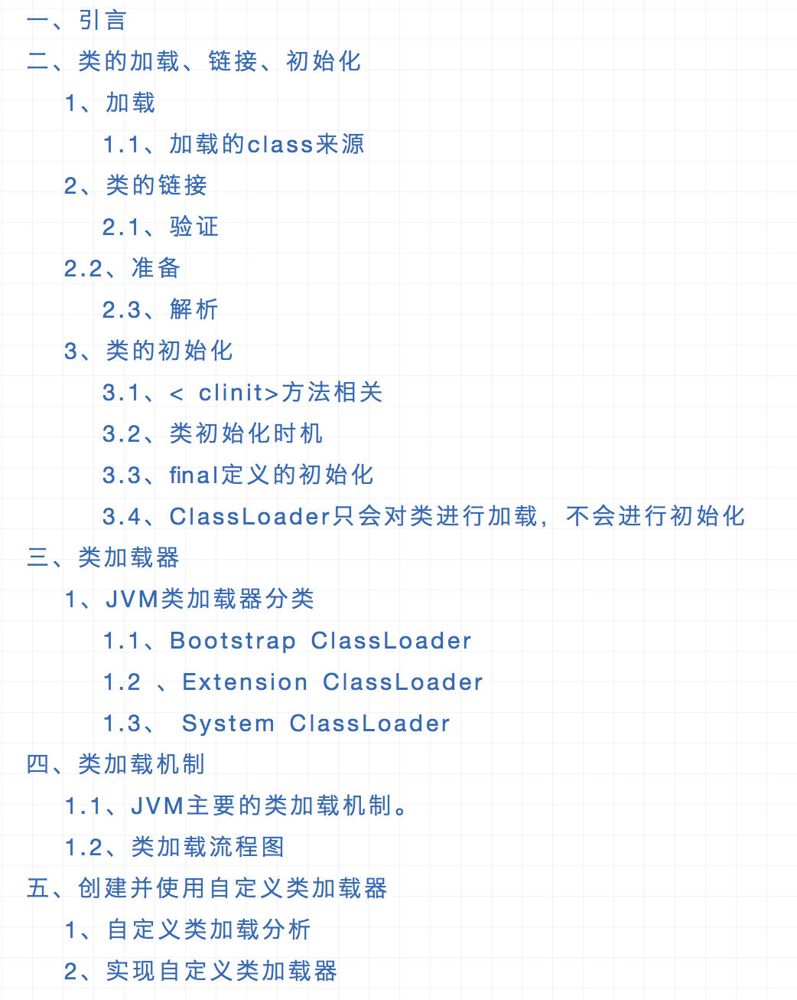 一、引言
二、类的加载、链接、初始化
1、加载
1.1、加载的class来源
2、类的链接
2.1、验证
2.2、准备
2.3、解析
3、类的初始化
3.1、< clinit>方法相关
3.2、类初始化时机
3.3、final定义的初始化
3.4、ClassLoader只会对类进行加载,不会进行初始化
三、类加载器
1、JVM类加载器分类
1.1、Bootstrap ClassLoader
1.2 、Extension ClassLoader
1.3、 System ClassLoader
四、类加载机制
1.1、JVM主要的类加载机制。
1.2、类加载流程图
五、创建并使用自定义类加载器
1、自定义类加载分析
2、实现自定义类加载器